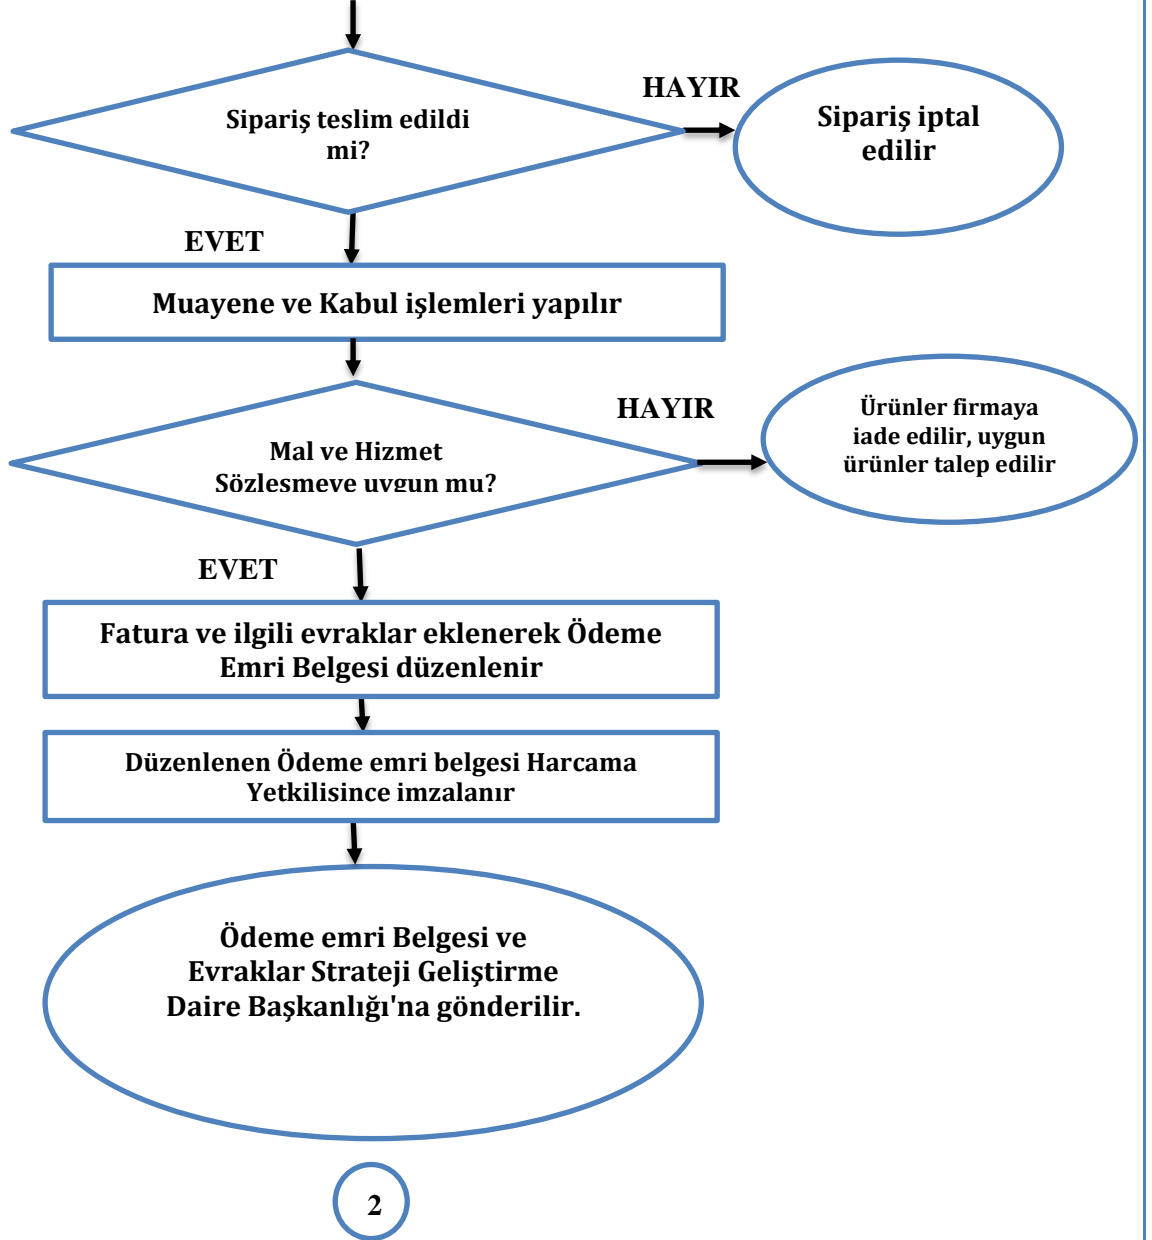 HAYIR
Sipariş teslim edildi
mi?
Sipariş iptal
edilir
EVET
Muayene ve Kabul işlemleri yapılır
HAYIR
Ürünler firmaya
iade edilir, uygun
ürünler talep edilir
Mal ve Hizmet
Sözleşmeye uygun mu?
EVET
Fatura ve ilgili evraklar eklenerek Ödeme
Emri Belgesi düzenlenir
Düzenlenen Ödeme emri belgesi Harcama
Yetkilisince imzalanır
Ödeme emri Belgesi ve
Evraklar Strateji Geliştirme
Daire Başkanlığı'na gönderilir.
2